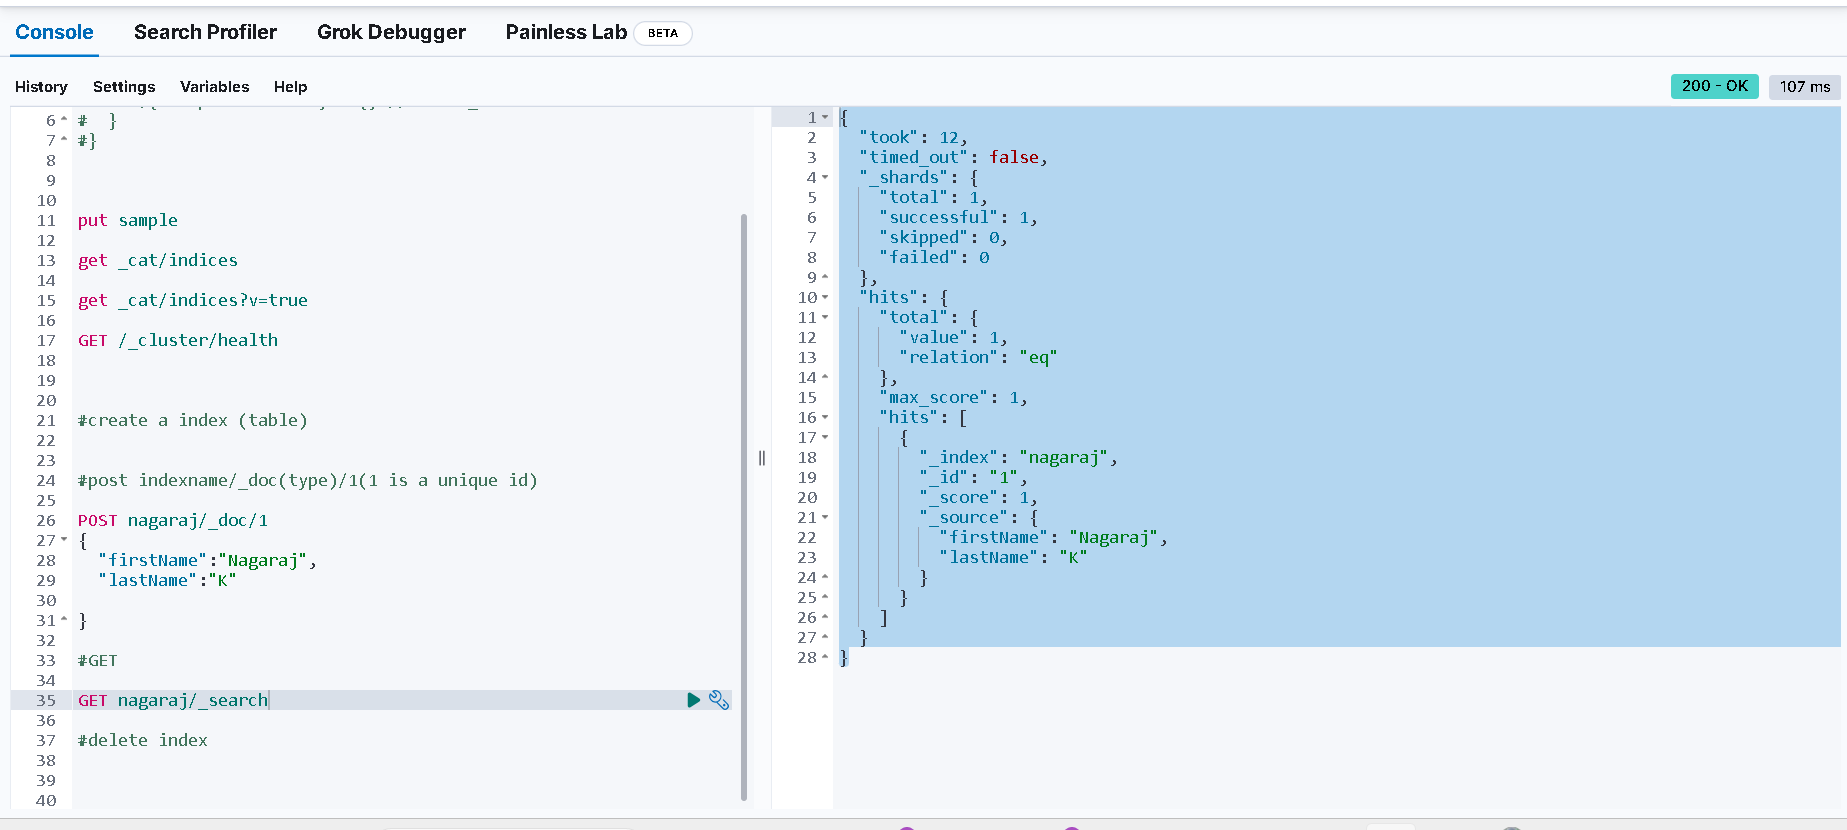 Console Search Profiler Grok Debugger Painless Lab BETA
History Settings Variables Help
200 - OK 107 ms
6 # }
7 #}
8
9
10
11 put sample
12
13 get _cat/indices
14
15 get _cat/indices?v=true
16
17 GET /_cluster/health
18
19
20
21 #create a index (table)
22
23
24 #post indexname/_doc(type)/1(1 is a unique id)
25
26 POST nagaraj/_doc/1
27 {
28 "firstName":"Nagaraj",
29 "lastName":"K"
30
31 }
32
33 #GET
34
35 GET nagaraj/_search
36
37 #delete index
38
39
40
1 {
2 "took": 12,
3 "timed_out": false,
4 "_shards": {
5 "total": 1,
6 "successful": 1,
7 "skipped": 0,
8 "failed": 0
9 },
10 "hits": {
11 "total": {
12 "value": 1,
13 "relation": "eq"
14 },
15 "max_score": 1,
16 "hits": [
17 {
18 "_index": "nagaraj",
19 "_id": "1",
20 "_score": 1,
21 "_source": {
22 "firstName": "Nagaraj",
23 "lastName": "K"
24 }
25 }
26 ]
27 }
28 }